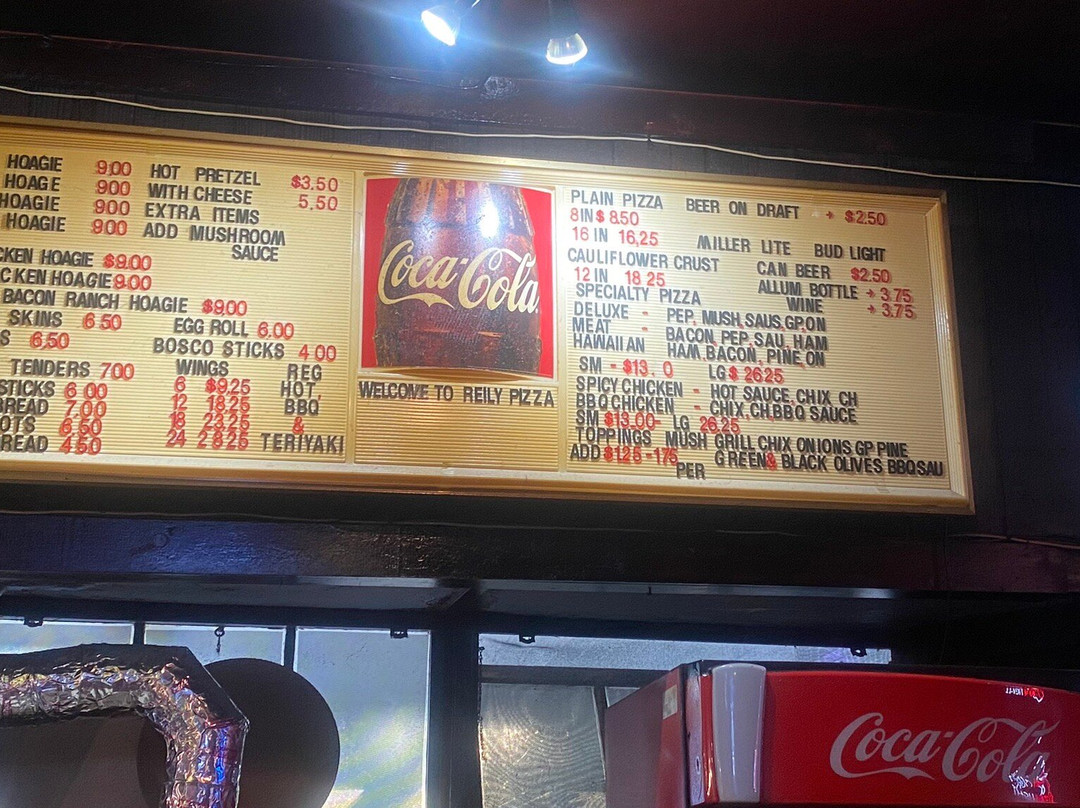 HOAGIE 9.00
HOAGE 900
HOAGIE 900
HOAGIE 900
HOAGIE $9.00
CKEN HOAGIE 9.00
BACON RANCH HOAGIE $9.00
SKINS 6 50
6,50
EGG ROLL 6.00
BOSCO STICKS 4 00
TENDERS 7.00
STICKS 6 00
READ 7,00
OTS 6.50
READ 4.50
HOT PRETZEL $3.50
WITH CHEESE 5.50
EXTRA ITEMS
ADD MUSHROOM
SAUCE
WINGS REG
6 $9.25 HOT,
12 18.25 BBQ
18 23.25 &
24 28.25 TERIYAKI
Coca-Cola
WELCOME TO REILY PIZZA
PLAIN PIZZA
8 IN $ 8.50
16 IN 16,25
CAULIFLOWER CRUST
12 IN 18 25
SPECIALTY PIZZA
BEER ON DRAFT + $2.50
MILLER LITE BUD LIGHT
CAN BEER $2.50
ALLUM BOTTLE + 3.75
WINE + 3.75
DELUXE - PEP, MUSH,SAUS,GP,ON
MEAT - BACON, PEP, SAU, HAM
HAWAIIAN HAM, BACON, PINE, ON
SM - $13. 0 LG $ 26.25
SPICY CHICKEN - HOT SAUCE, CHIX, CH
BBQ CHICKEN - CHIX, CH,BBQ SAUCE
SM $13.00- LG 26.25
TOPPINGS MUSH GRILL CHIX ONIONS GP PINE
ADD $1.25 -1.75 GREEN & BLACK OLIVES BBQ SAU
PER
Coca-Cola